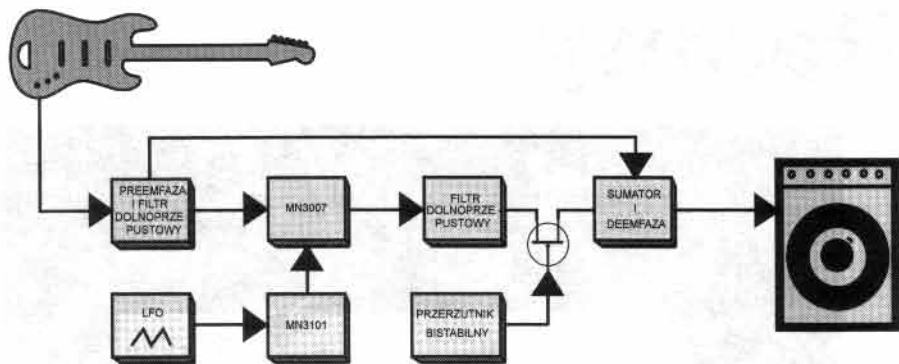 PREEMFAZA
I FILTR
DOLNOPRZE
PUSTOWY
MN3007
FILTR
DOLNOPRZE
PUSTOWY
SUMATOR
I
DEEMFAZA
LFO
MN3101
PRZERZUTNIK
BISTABILNY